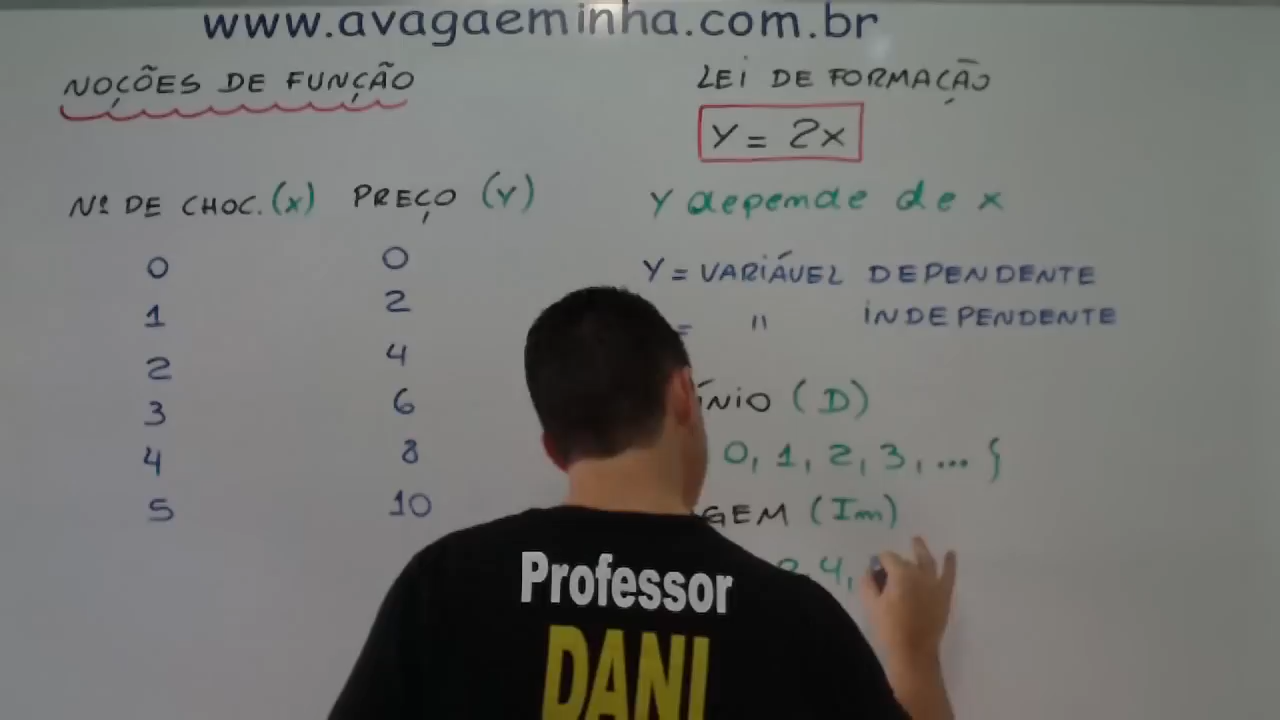 www.avagaeminha.com.br
NOÇÕES DE FUNÇÃO
Nº DE CHOC. (X) PREÇO (Y)
0 0
1 2
2 4
3 6
4 8
5 10
LEI DE FORMAÇÃO
Y = 2X
Y depende de X
Y = VARIÁVEL DEPENDENTE
= " INDEPENDENTE
ÍNIO (D)
0, 1, 2, 3, ... }
GEM (Im)
2, 4,
Professor
DANI